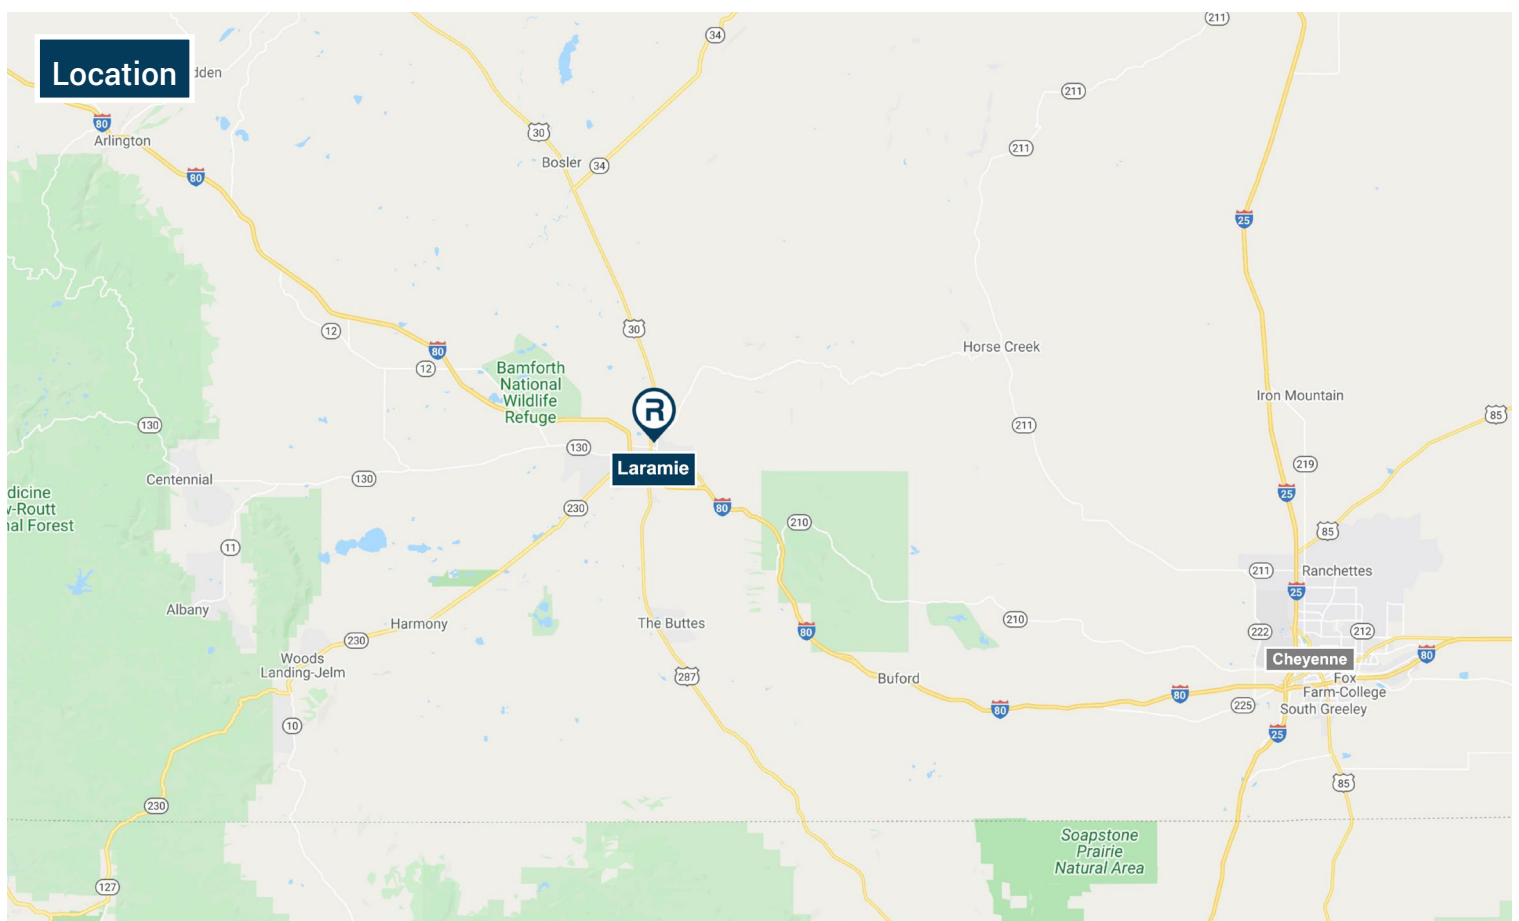 Location
dden
211
34
211
80
Arlington
30
211
Bosler
34
80
25
12
30
80
12
Horse Creek
Bamforth
National
Wildlife
Refuge
Iron Mountain
R
85
130
211
130
Laramie
219
Centennial
130
25
dicine
v-Routt
nal Forest
230
80
210
85
11
211
Ranchettes
25
Albany
Harmony
The Buttes
210
80
222
212
230
Woods
Landing-Jelm
Cheyenne
80
287
Buford
Fox
Farm-College
80
80
225
South Greeley
10
25
85
230
Soapstone
Prairie
Natural Area
127